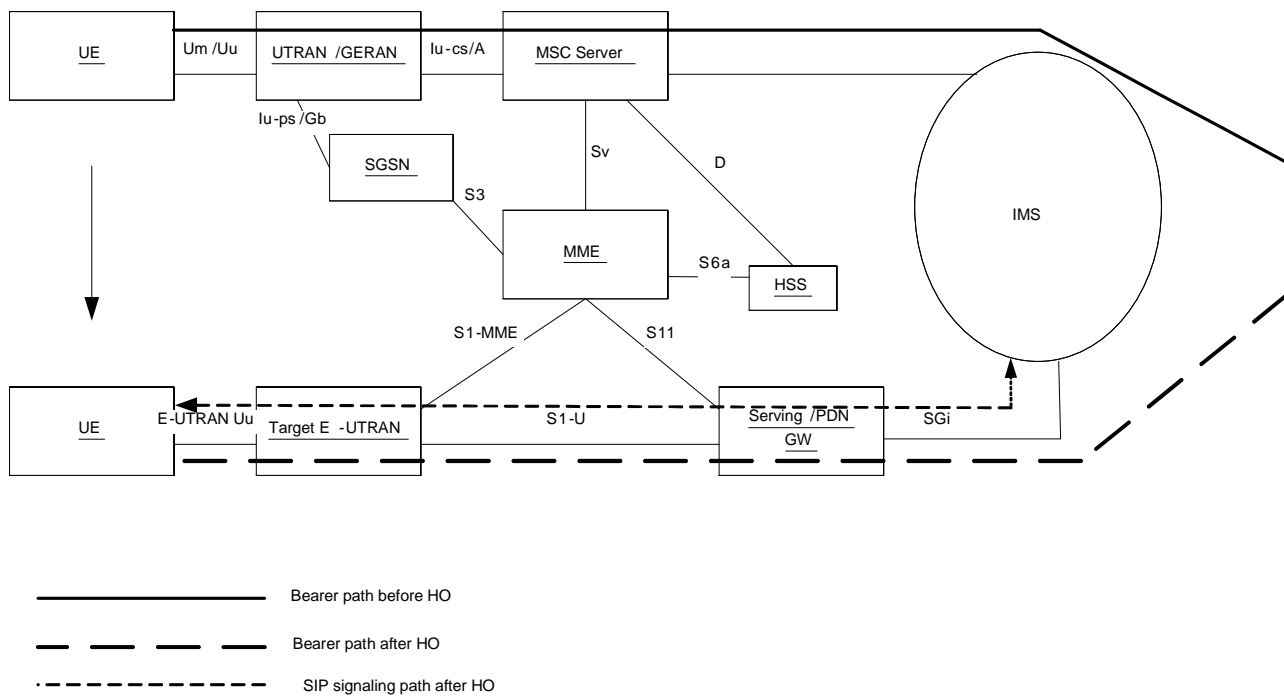 UE
Um /Uu
UTRAN /GERAN
Iu-cs/A
MSC Server
Iu-ps /Gb
SGSN
S3
Sv
D
IMS
MME
S6a
HSS
S1-MME
S11
UE
E-UTRAN Uu
Target E -UTRAN
S1-U
Serving /PDN
GW
SGi
Bearer path before HO
Bearer path after HO
SIP signaling path after HO